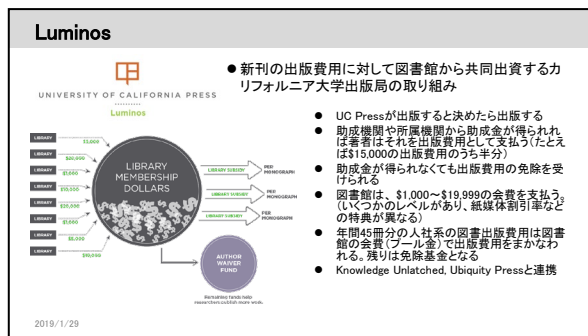 Luminos
UNIVERSITY OF CALIFORNIA PRESS
Luminos
● 新刊の出版費用に対して図書館から共同出資するカ
リフォルニア大学出版局の取り組み
LIBRARY
LIBRARY
LIBRARY
LIBRARY
LIBRARY
LIBRARY
LIBRARY
LIBRARY
$20,000
$1,000
$10,000
$20,000
LIBRARY
MEMBERSHIP
DOLLARS
LIBRARY SUBSIDY
PER
MONOGRAPH
LIBRARY SUBSIDY
PER
MONOGRAPH
LIBRARY SUBSIDY
PER
MONOGRAPH
AUTHOR
WAIVER
FUND
Remaining funds help
researchers publish more work.
● UC Pressが出版すると決めたら出版する
● 助成機関や所属機関から助成金が得られれ
ば著者はそれを出版費用として支払う(たとえ
ば$15,000の出版費用のうち半分)
● 助成金が得られなくても出版費用の免除を受
けられる
● 図書館は、$1,000～$19,999の会費を支払う。
(いくつかのレベルがあり、紙媒体割引率など
の特典が異なる)
● 年間45冊分の人社系の図書出版費用は図書
館の会費(プール金)で出版費用をまかなわ
れる。残りは免除基金となる
● Knowledge Unlatched, Ubiquity Pressと連携
2019/1/29